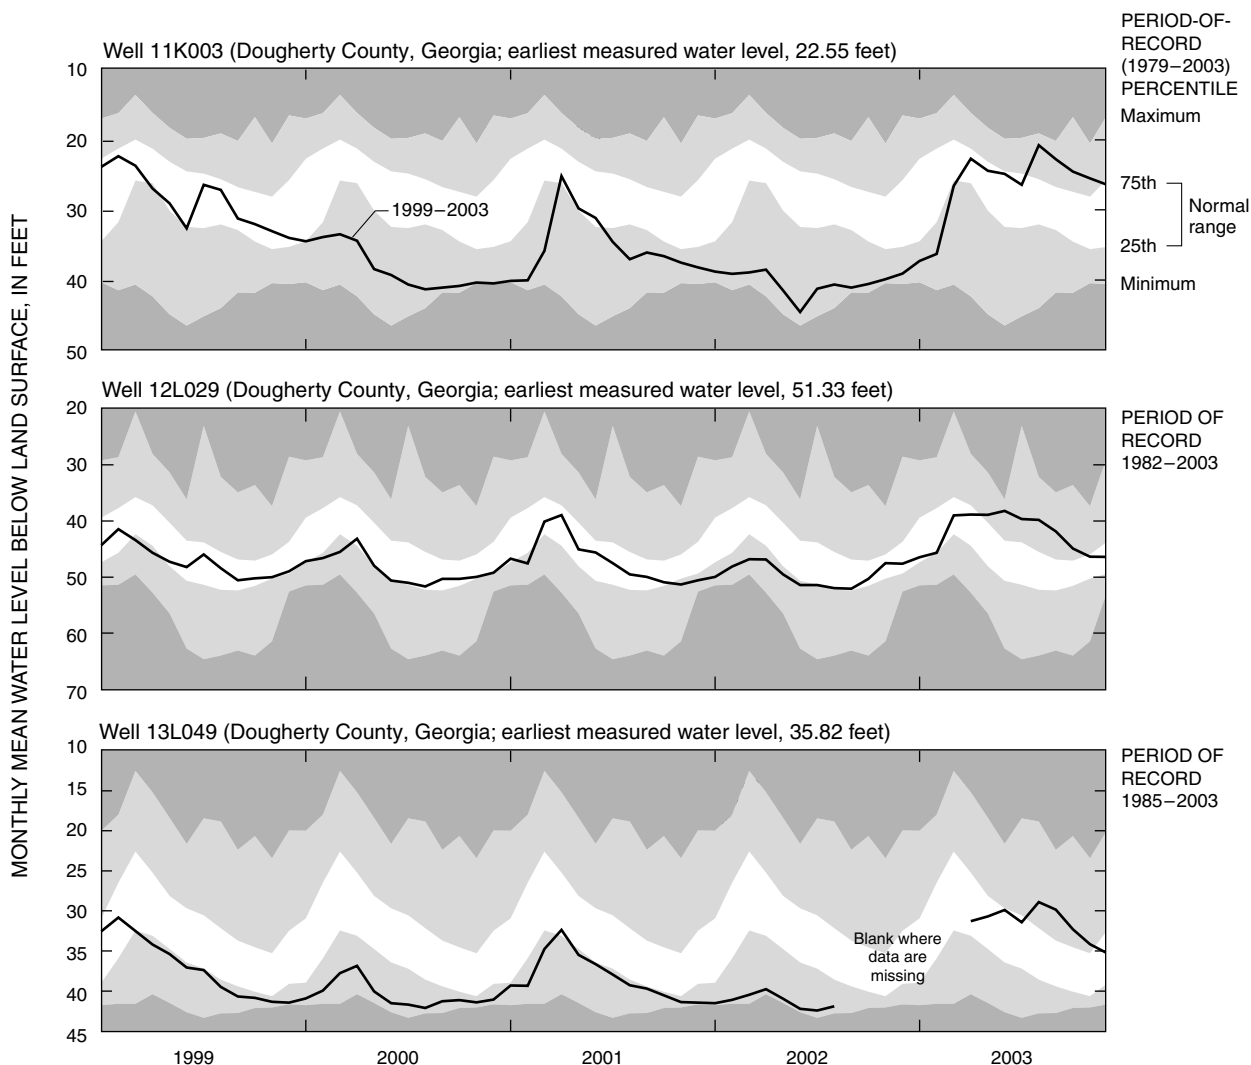 MONTHLY MEAN WATER LEVEL BELOW LAND SURFACE, IN FEET
Well 11K003 (Dougherty County, Georgia; earliest measured water level, 22.55 feet)
10
20
30
40
50
1999–2003
PERIOD-OF-
RECORD
(1979–2003)
PERCENTILE
Maximum
75th
Normal
range
25th
Minimum
Well 12L029 (Dougherty County, Georgia; earliest measured water level, 51.33 feet)
20
30
40
50
60
70
PERIOD OF
RECORD
1982–2003
Well 13L049 (Dougherty County, Georgia; earliest measured water level, 35.82 feet)
10
15
20
25
30
35
40
45
Blank where
data are
missing
PERIOD OF
RECORD
1985–2003
1999 2000 2001 2002 2003